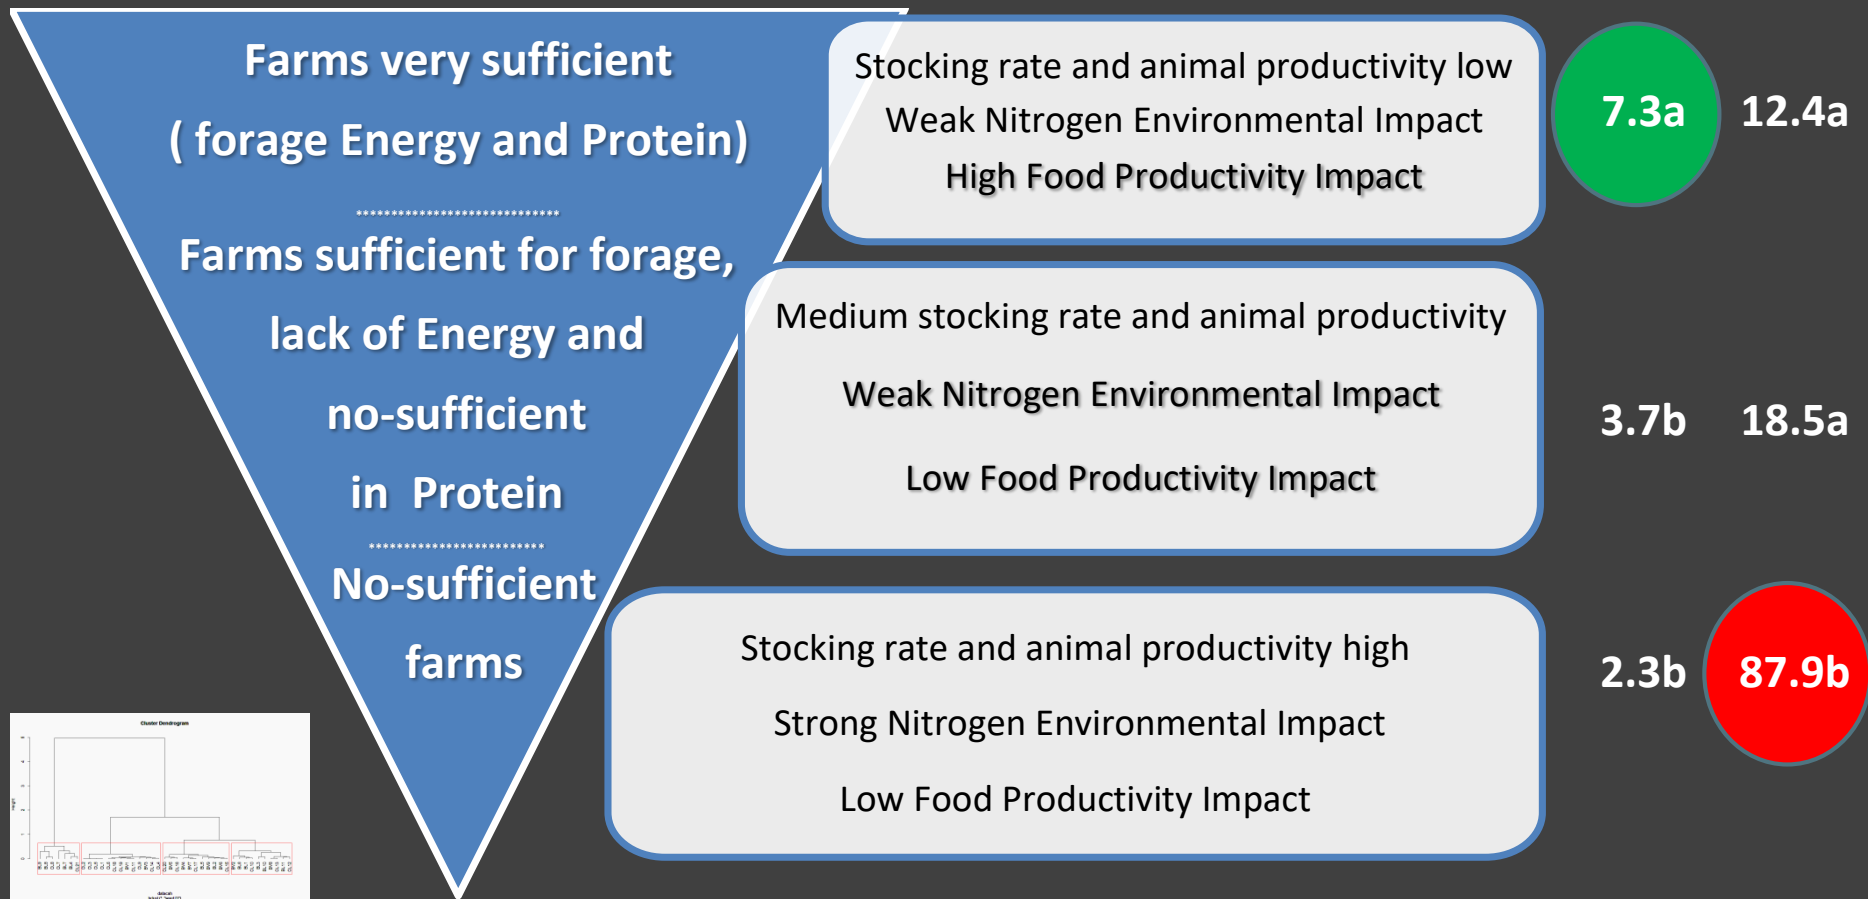 Farms very sufficient
( forage Energy and Protein)
*****************************
Farms sufficient for forage,
lack of Energy and
no-sufficient
in Protein
*************************
No-sufficient
farms
Stocking rate and animal productivity low
Weak Nitrogen Environmental Impact
High Food Productivity Impact
7.3a 12.4a
Medium stocking rate and animal productivity
Weak Nitrogen Environmental Impact
Low Food Productivity Impact
3.7b 18.5a
Stocking rate and animal productivity high
Strong Nitrogen Environmental Impact
Low Food Productivity Impact
2.3b 87.9b
Cluster Dendrogram
Height